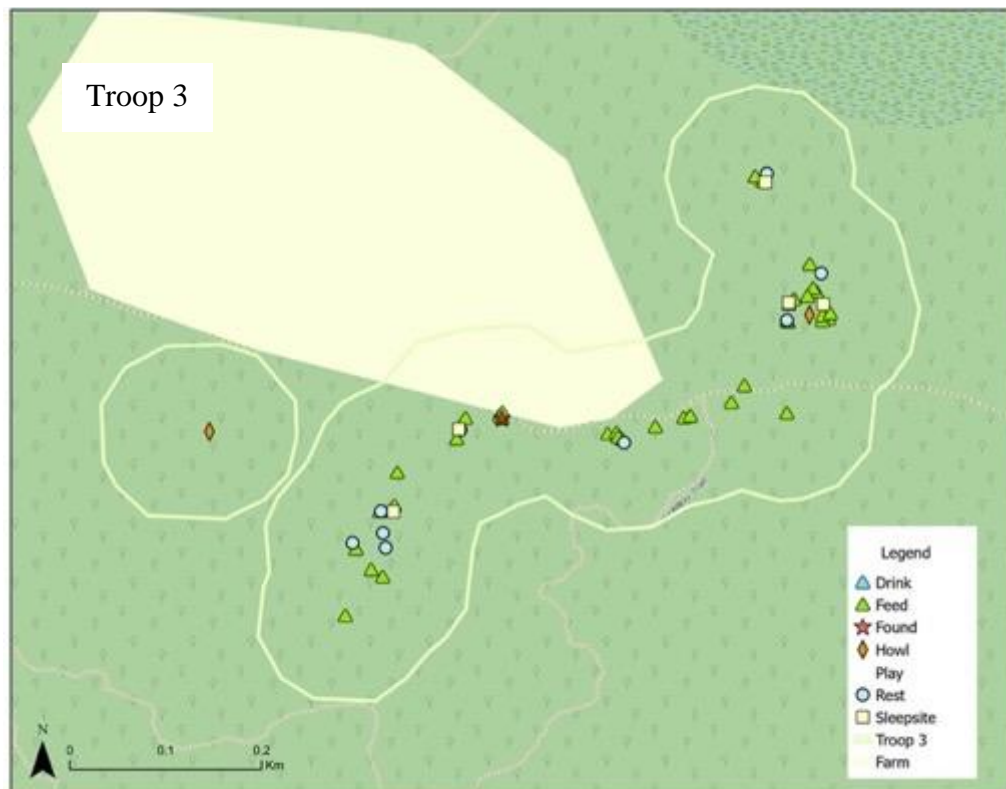 Troop 3
Legend
Drink
Feed
Found
Howl
Play
Rest
Sleepsite
Troop 3
Farm
N
0 0.1 0.2
Km